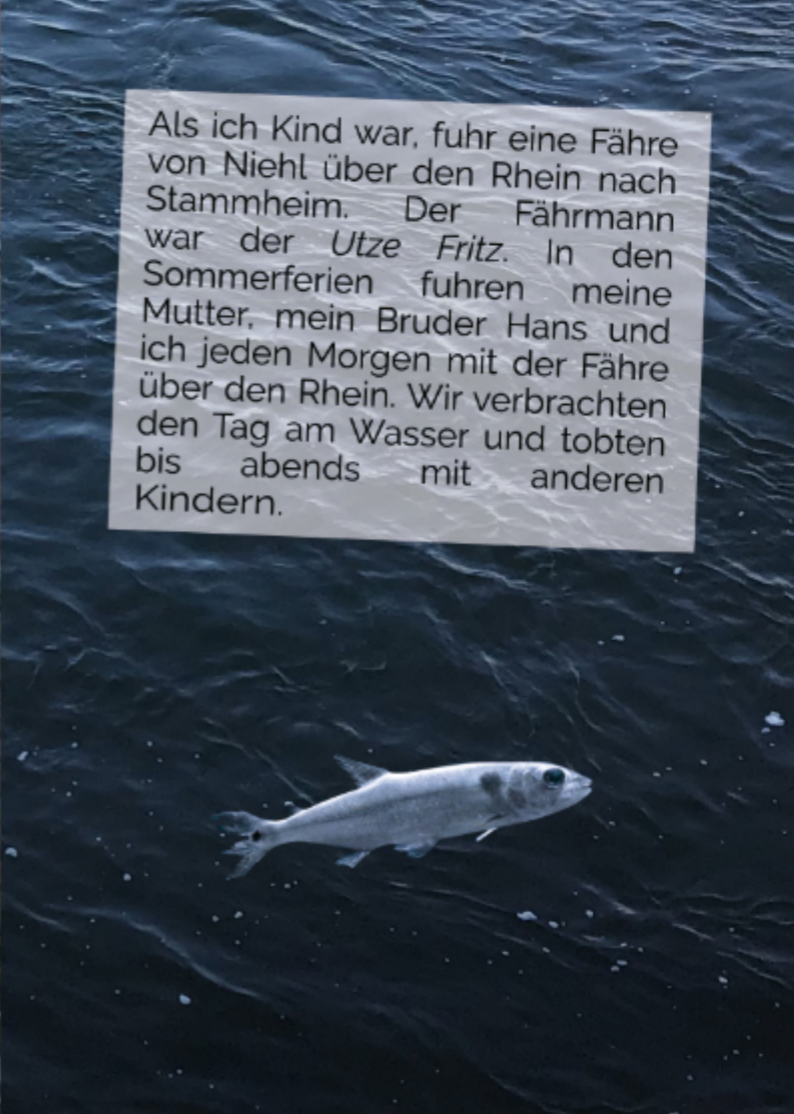 Als ich Kind war, fuhr eine Fähre
von Niehl über den Rhein nach
Stammheim. Der Fährmann
war der Utze Fritz. In den
Sommerferien fuhren meine
Mutter, mein Bruder Hans und
ich jeden Morgen mit der Fähre
über den Rhein. Wir verbrachten
den Tag am Wasser und tobten
bis abends mit anderen
Kindern.